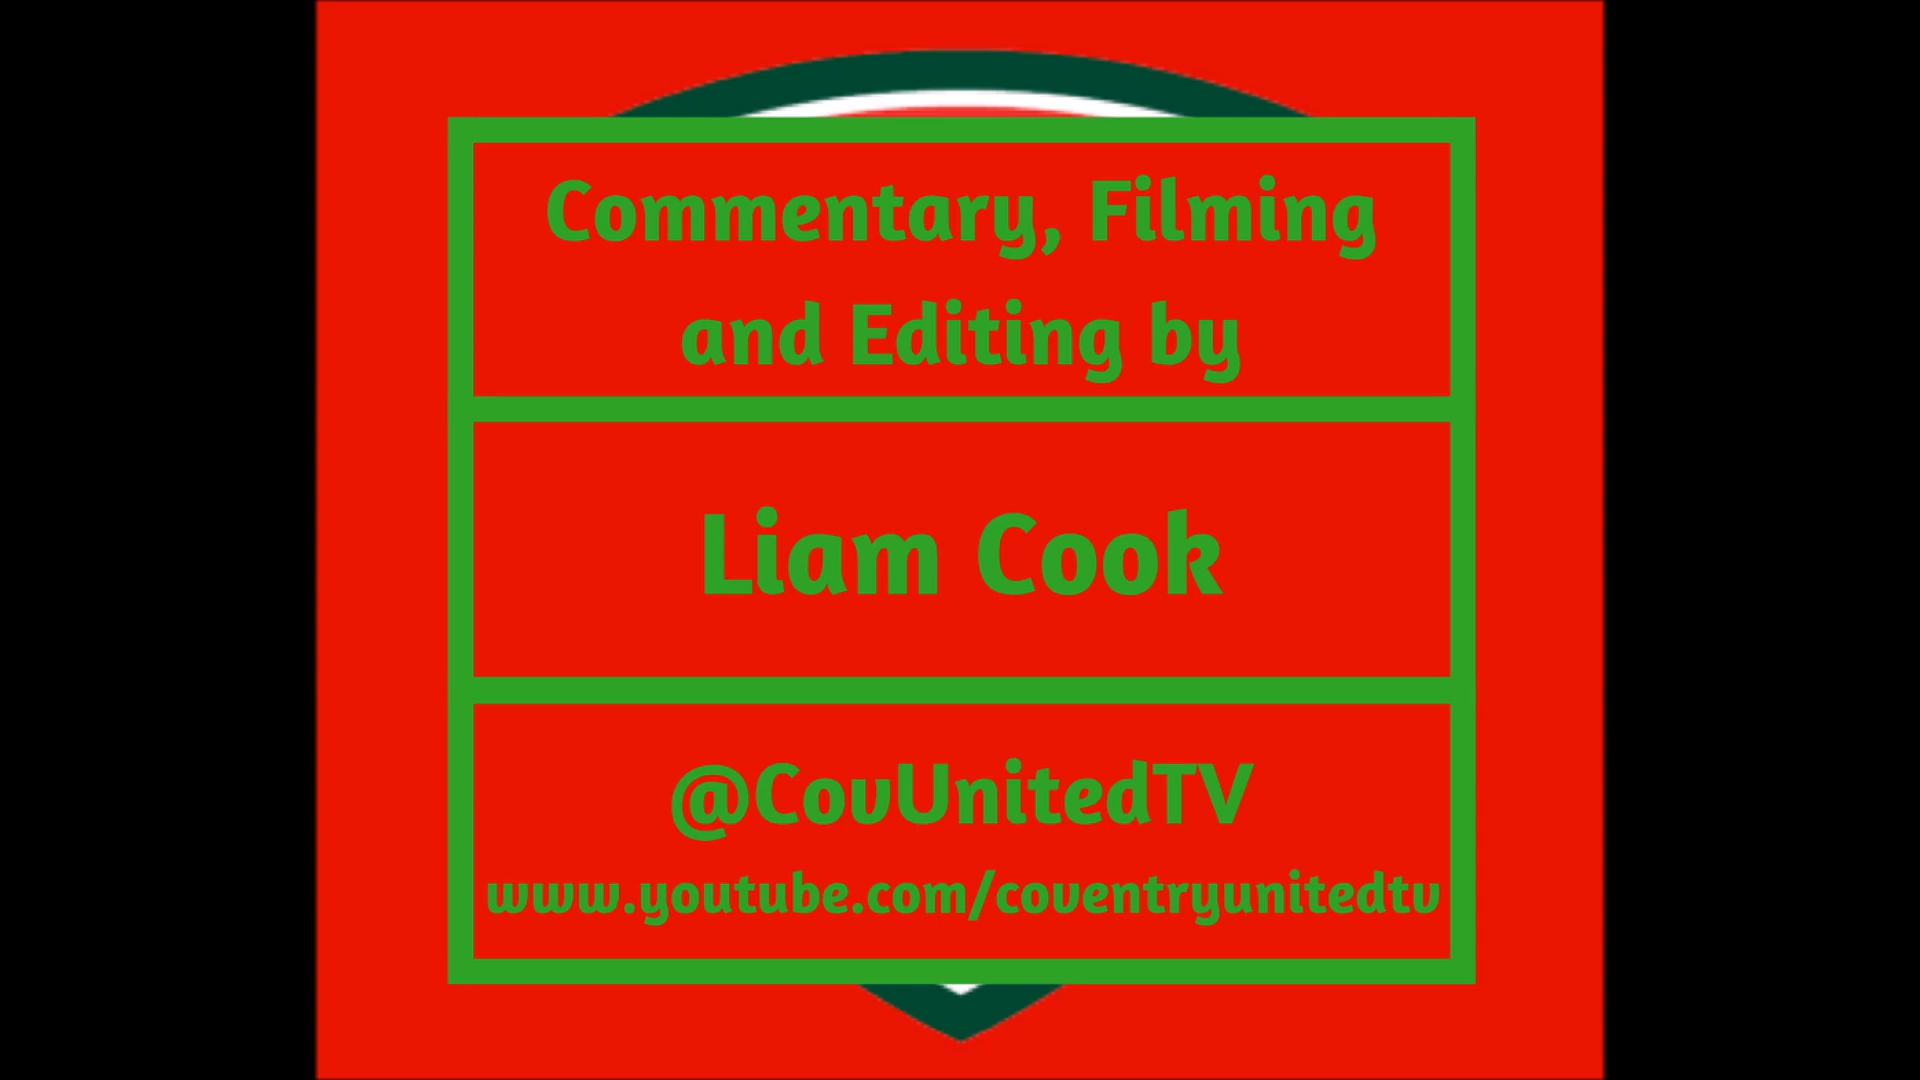 Commentary, Filming
and Editing by
Liam Cook
@CovUnitedTV
www.youtube.com/coventryunitedtv